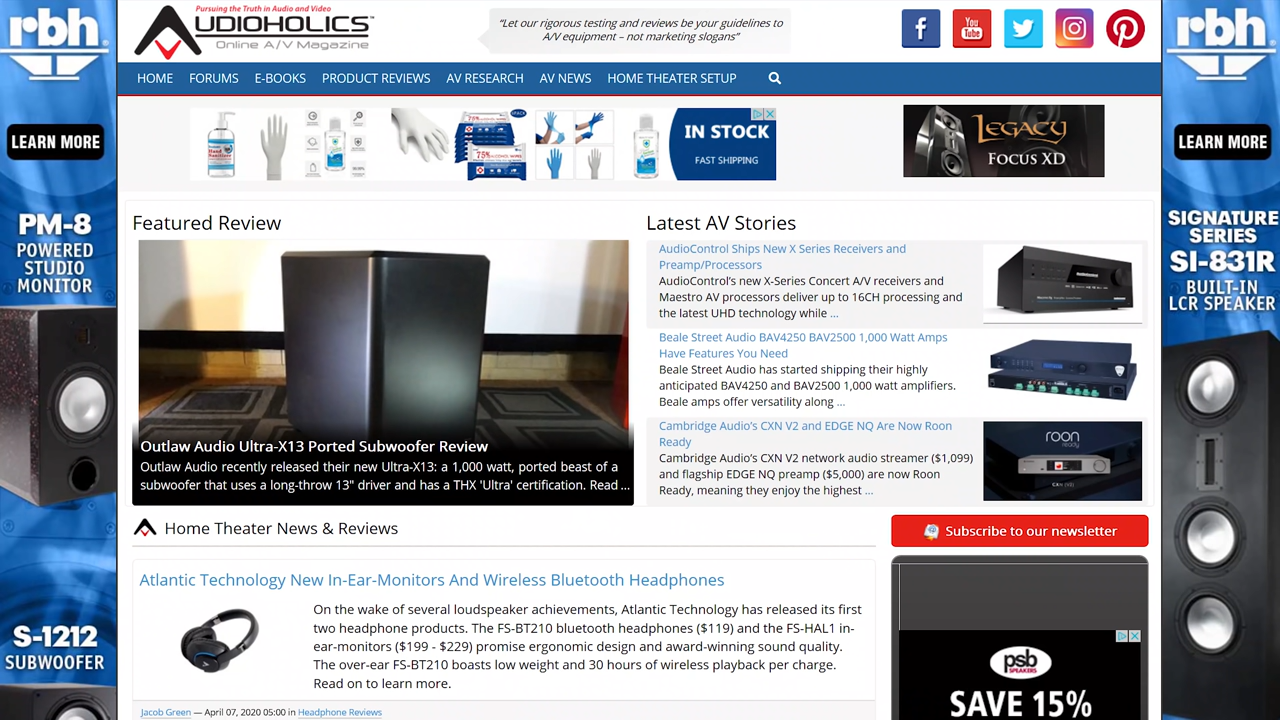 Pursuing the Truth in Audio and Video
AUDIOHOLICS™
Online A/V Magazine
"Let our rigorous testing and reviews be your guidelines to
A/V equipment – not marketing slogans"
You
Tube
HOME FORUMS E-BOOKS PRODUCT REVIEWS AV RESEARCH AV NEWS HOME THEATER SETUP
rbh
LEARN MORE
PM-8
POWERED
STUDIO
MONITOR
S-1212
SUBWOOFER
75%
75%
IN STOCK
FAST SHIPPING
LEGACY
FOCUS XD
rbh
LEARN MORE
SIGNATURE
SERIES
SI-831R
BUILT-IN
LCR SPEAKER
Featured Review
Outlaw Audio Ultra-X13 Ported Subwoofer Review
Outlaw Audio recently released their new Ultra-X13: a 1,000 watt, ported beast of a
subwoofer that uses a long-throw 13" driver and has a THX 'Ultra' certification. Read ...
Latest AV Stories
AudioControl Ships New X Series Receivers and
Preamp/Processors
AudioControl's new X-Series Concert A/V receivers and
Maestro AV processors deliver up to 16CH processing and
the latest UHD technology while ...
Beale Street Audio BAV4250 BAV2500 1,000 Watt Amps
Have Features You Need
Beale Street Audio has started shipping their highly
anticipated BAV4250 and BAV2500 1,000 watt amplifiers.
Beale amps offer versatility along ...
Cambridge Audio's CXN V2 and EDGE NQ Are Now Roon
Ready
Cambridge Audio's CXN V2 network audio streamer ($1,099)
and flagship EDGE NQ preamp ($5,000) are now Roon
Ready, meaning they enjoy the highest ...
roon
ready
CXN (V2)
Home Theater News & Reviews
Subscribe to our newsletter
Atlantic Technology New In-Ear-Monitors And Wireless Bluetooth Headphones
On the wake of several loudspeaker achievements, Atlantic Technology has released its first
two headphone products. The FS-BT210 bluetooth headphones ($119) and the FS-HAL1 in-
ear-monitors ($199 - $229) promise ergonomic design and award-winning sound quality.
The over-ear FS-BT210 boasts low weight and 30 hours of wireless playback per charge.
Read on to learn more.
Jacob Green — April 07, 2020 05:00 in Headphone Reviews
psb
SPEAKERS
SAVE 15%